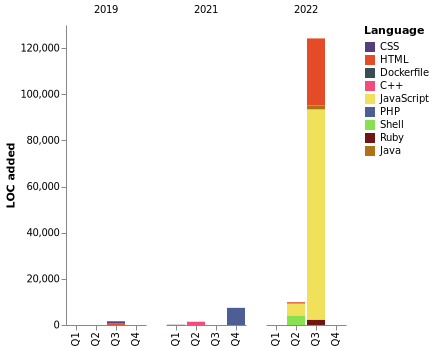 2019 2021 2022
Language
CSS
HTML
Dockerfile
C++
JavaScript
PHP
Shell
Ruby
Java
LOC added
120,000
100,000
80,000
60,000
40,000
20,000
0
Q1 Q2 Q3 Q4 Q1 Q2 Q3 Q4 Q1 Q2 Q3 Q4